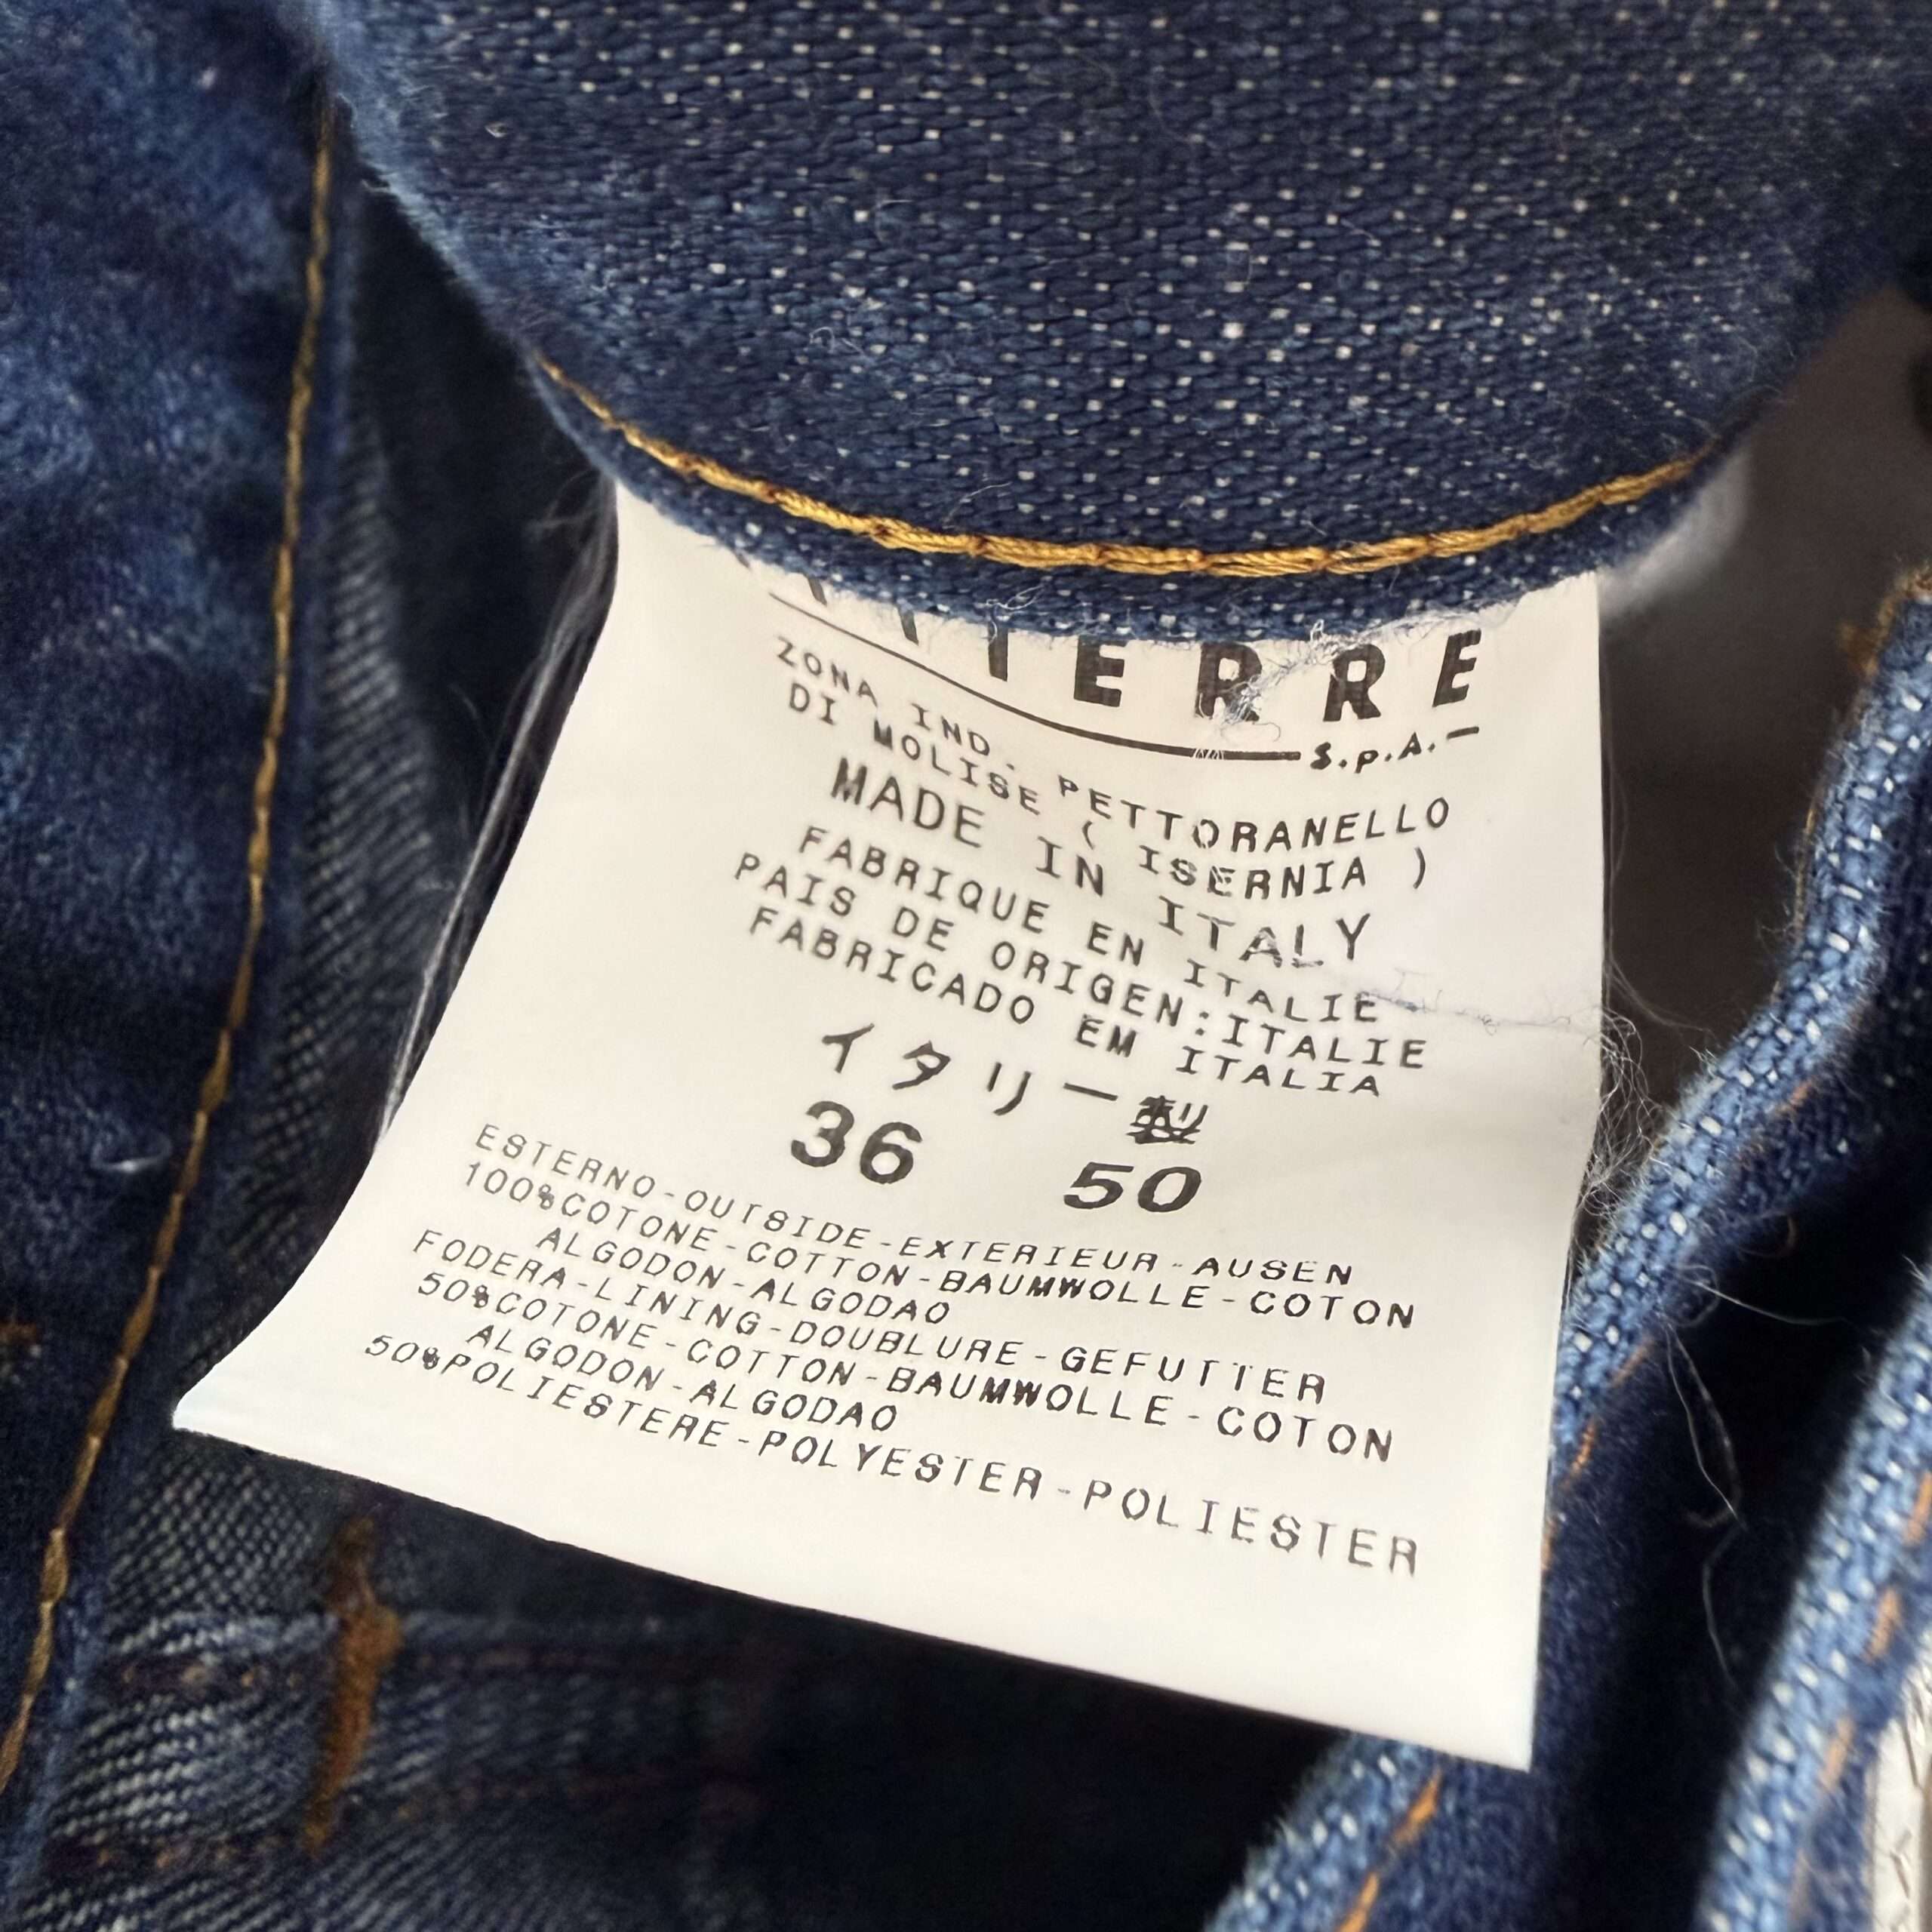 TIERRE
S.p.A.-
ZONA IND. PETTORANELLO
DI MOLISE ( ISERNIA )
MADE IN ITALY
FABRIQUE EN ITALIE
PAIS DE ORIGEN:ITALIE
FABRICADO EM ITALIA
イタリー製
36 50
ESTERNO-OUTSIDE-EXTERIEUR-AUSEN
100%COTONE-COTTON-BAUMWOLLE-COTON
ALGODON-ALGODAO
FODERA-LINING-DOUBLURE-GEFUTTER
50%COTONE-COTTON-BAUMWOLLE-COTON
ALGODON-ALGODAO
50%POLIESTERE-POLYESTER-POLIESTER